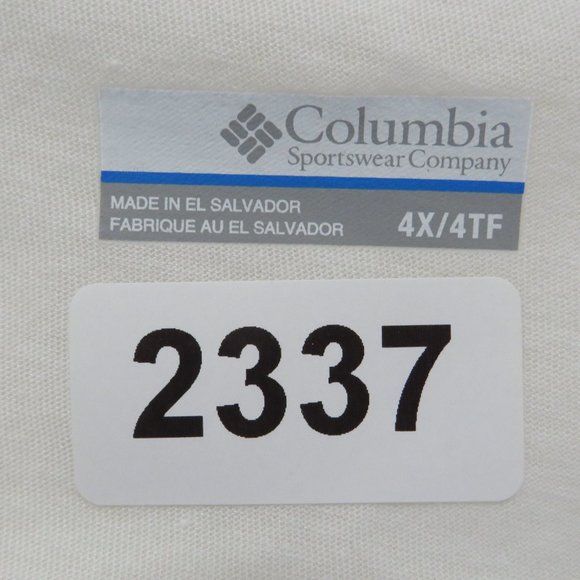 Columbia
Sportswear Company
MADE IN EL SALVADOR
FABRIQUE AU EL SALVADOR
4X/4TF
2337